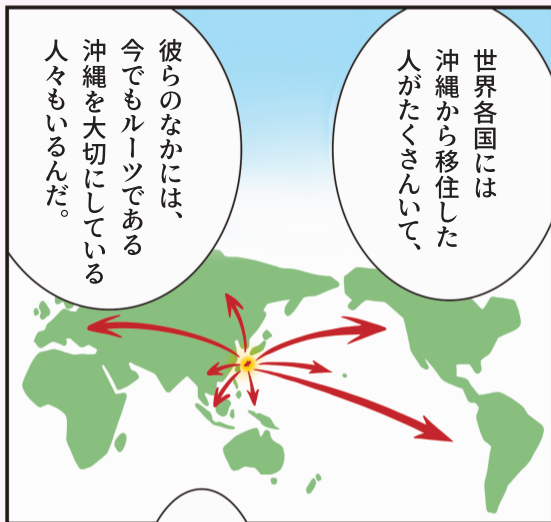 世界各国には
沖縄から移住した
人がたくさんいて、
彼らのなかには、
今でもルーツである
沖縄を大切にしている
人々もいるんだ。